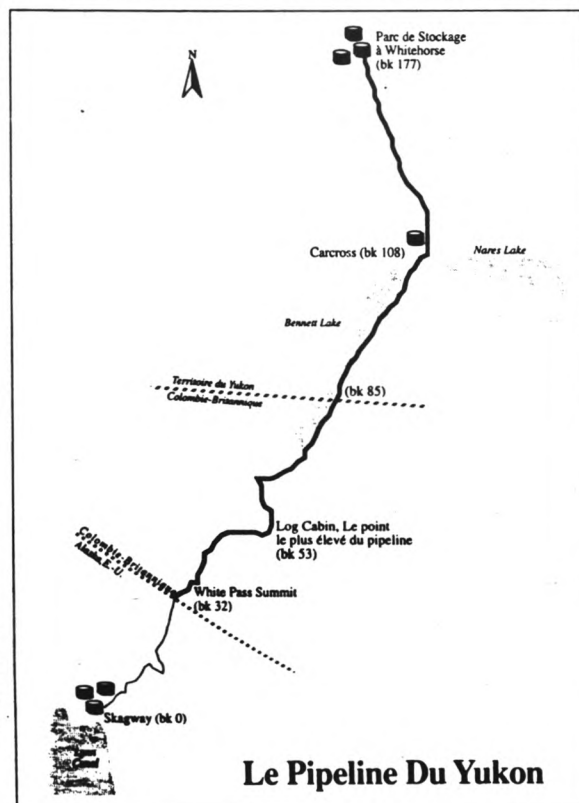 Parc de Stockage
à Whitehorse
(bk 177)
N
Nares Lake
Carcross (bk 108)
Bennett Lake
Territoire du Yukon
Colombie-Britannique
(bk 85)
Log Cabin, Le point
le plus élevé du pipeline
(bk 53)
Colombie-Britannique
Alaska, E.-U.
White Pass Summit
(bk 32)
Skagway (bk 0)
Le Pipeline Du Yukon